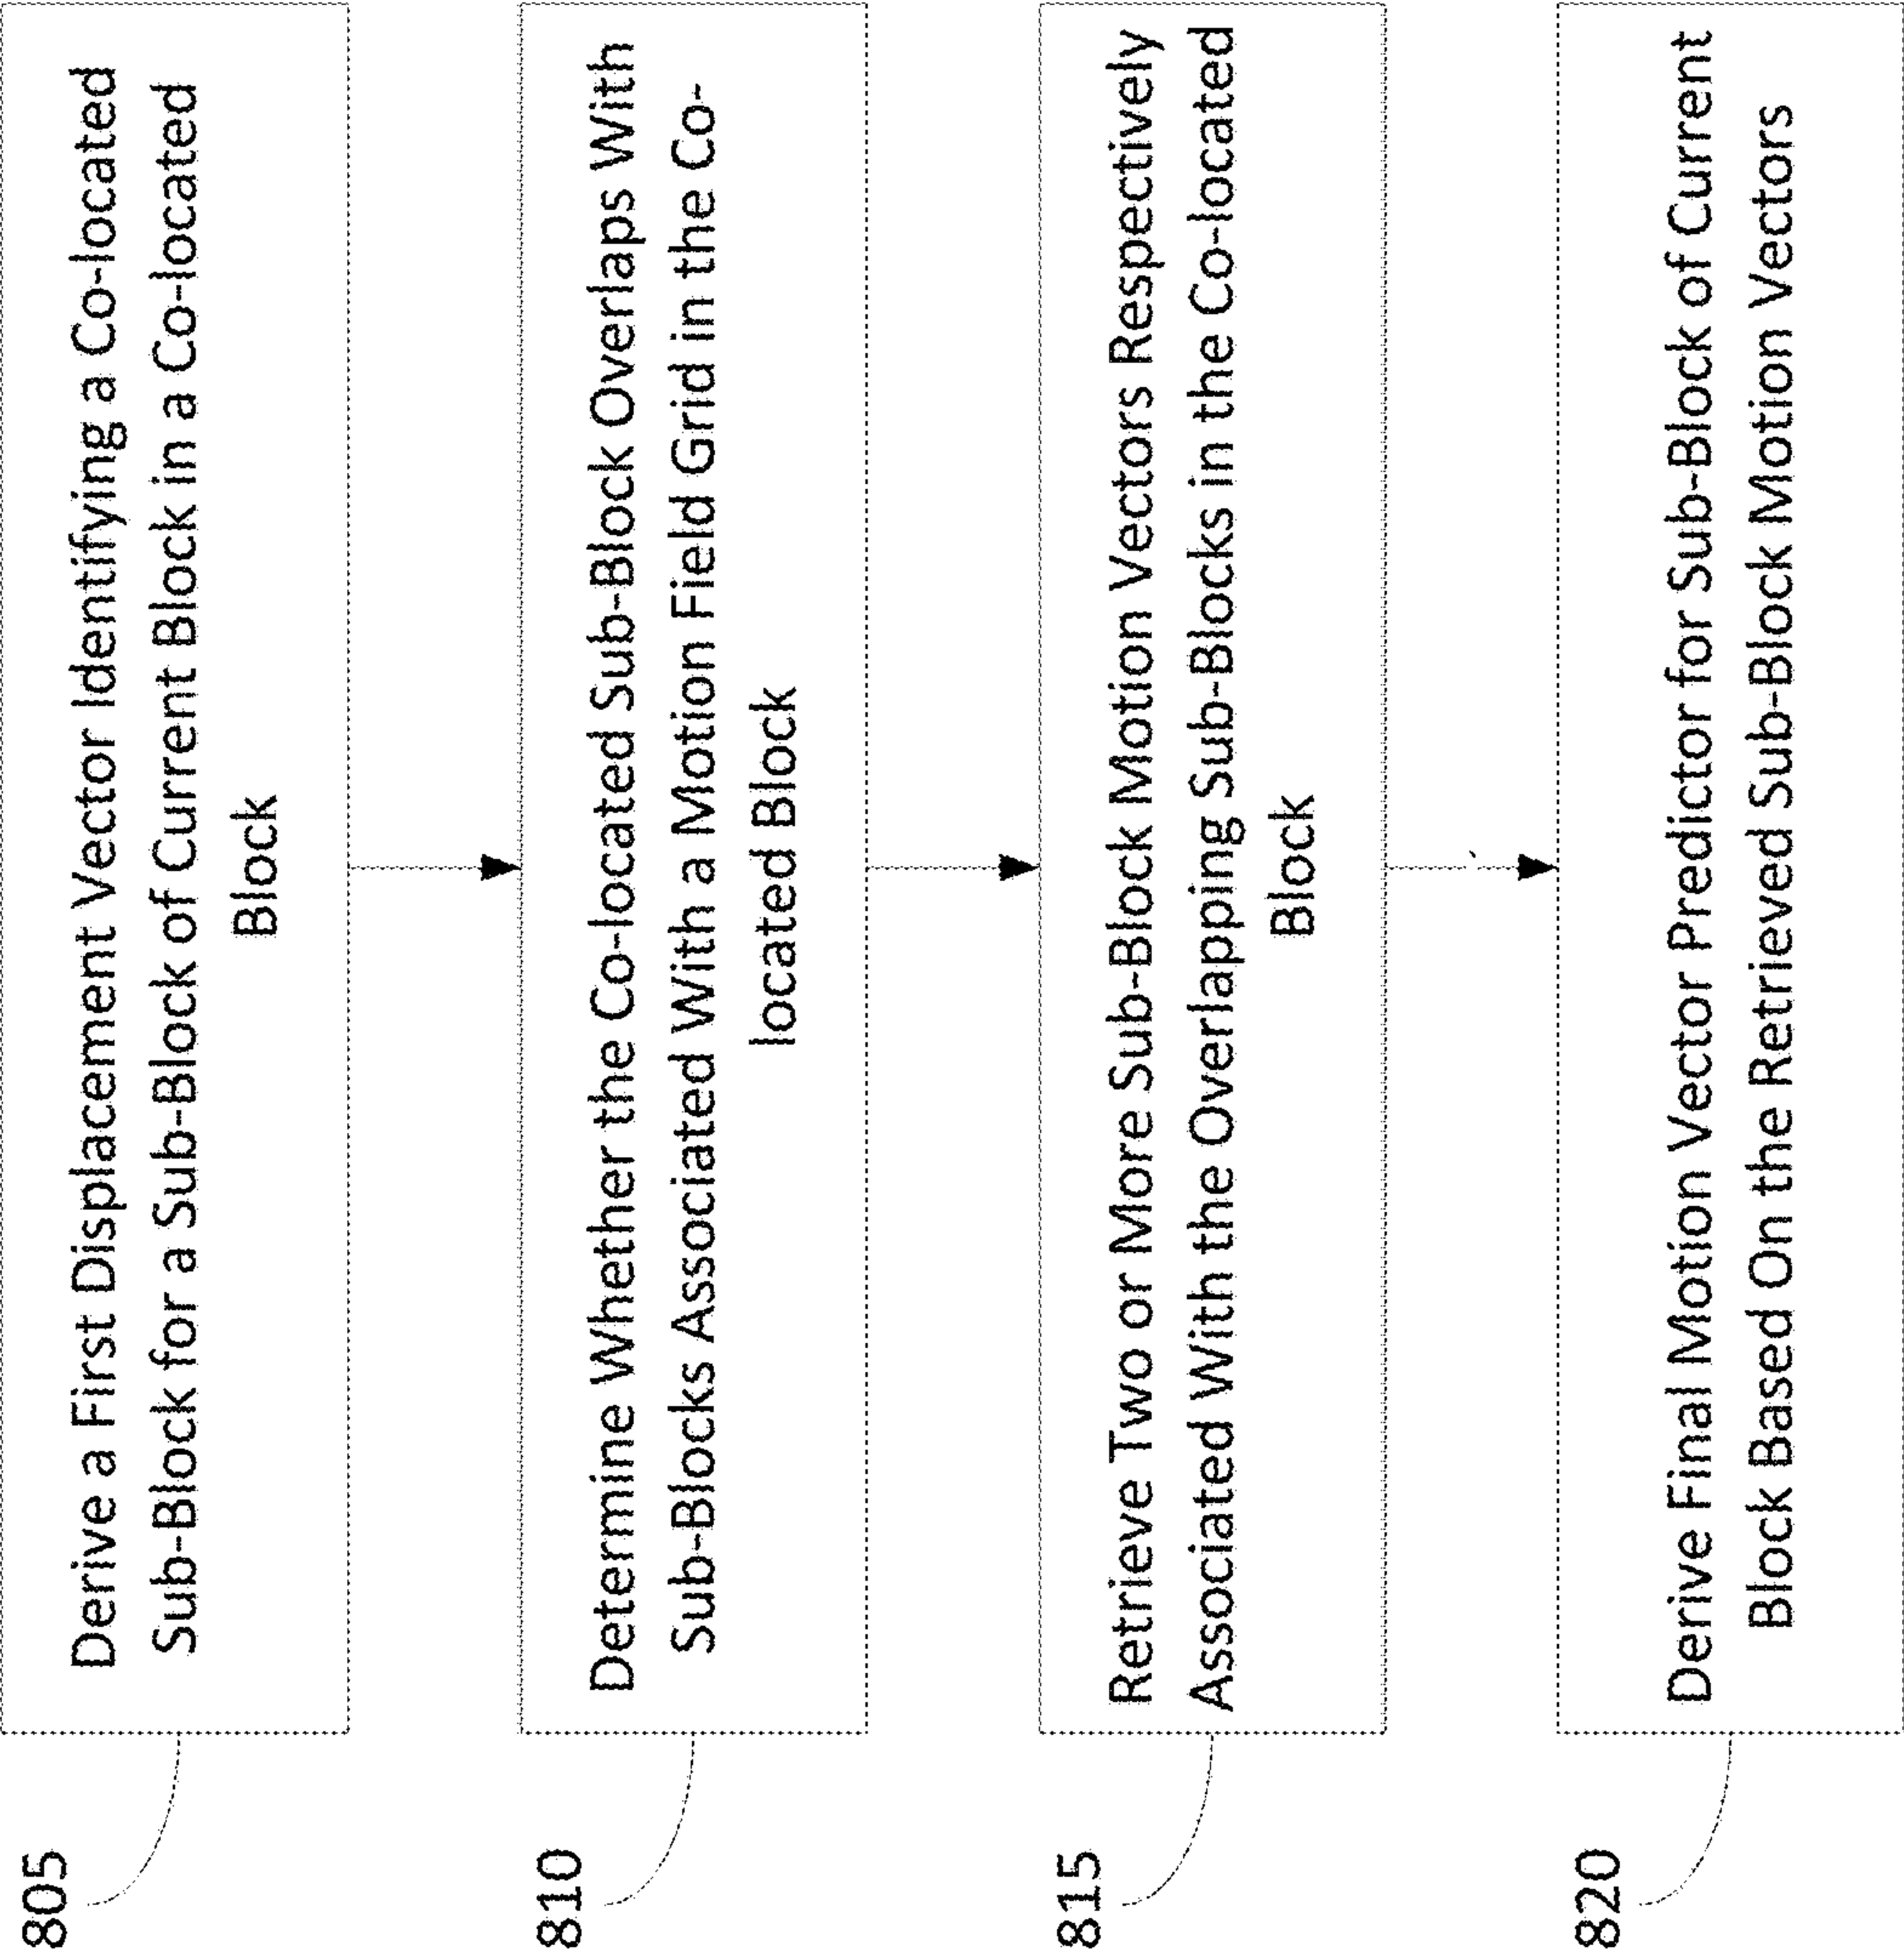 805
Derive a First Displacement Vector Identifying a Co-located
Sub-Block for a Sub-Block of Current Block in a Co-located
Block
810
Determine Whether the Co-located Sub-Block Overlaps With
Sub-Blocks Associated With a Motion Field Grid in the Co-
located Block
815
Retrieve Two or More Sub-Block Motion Vectors Respectively
Associated With the Overlapping Sub-Blocks in the Co-located
Block
820
Derive Final Motion Vector Predictor for Sub-Block of Current
Block Based On the Retrieved Sub-Block Motion Vectors